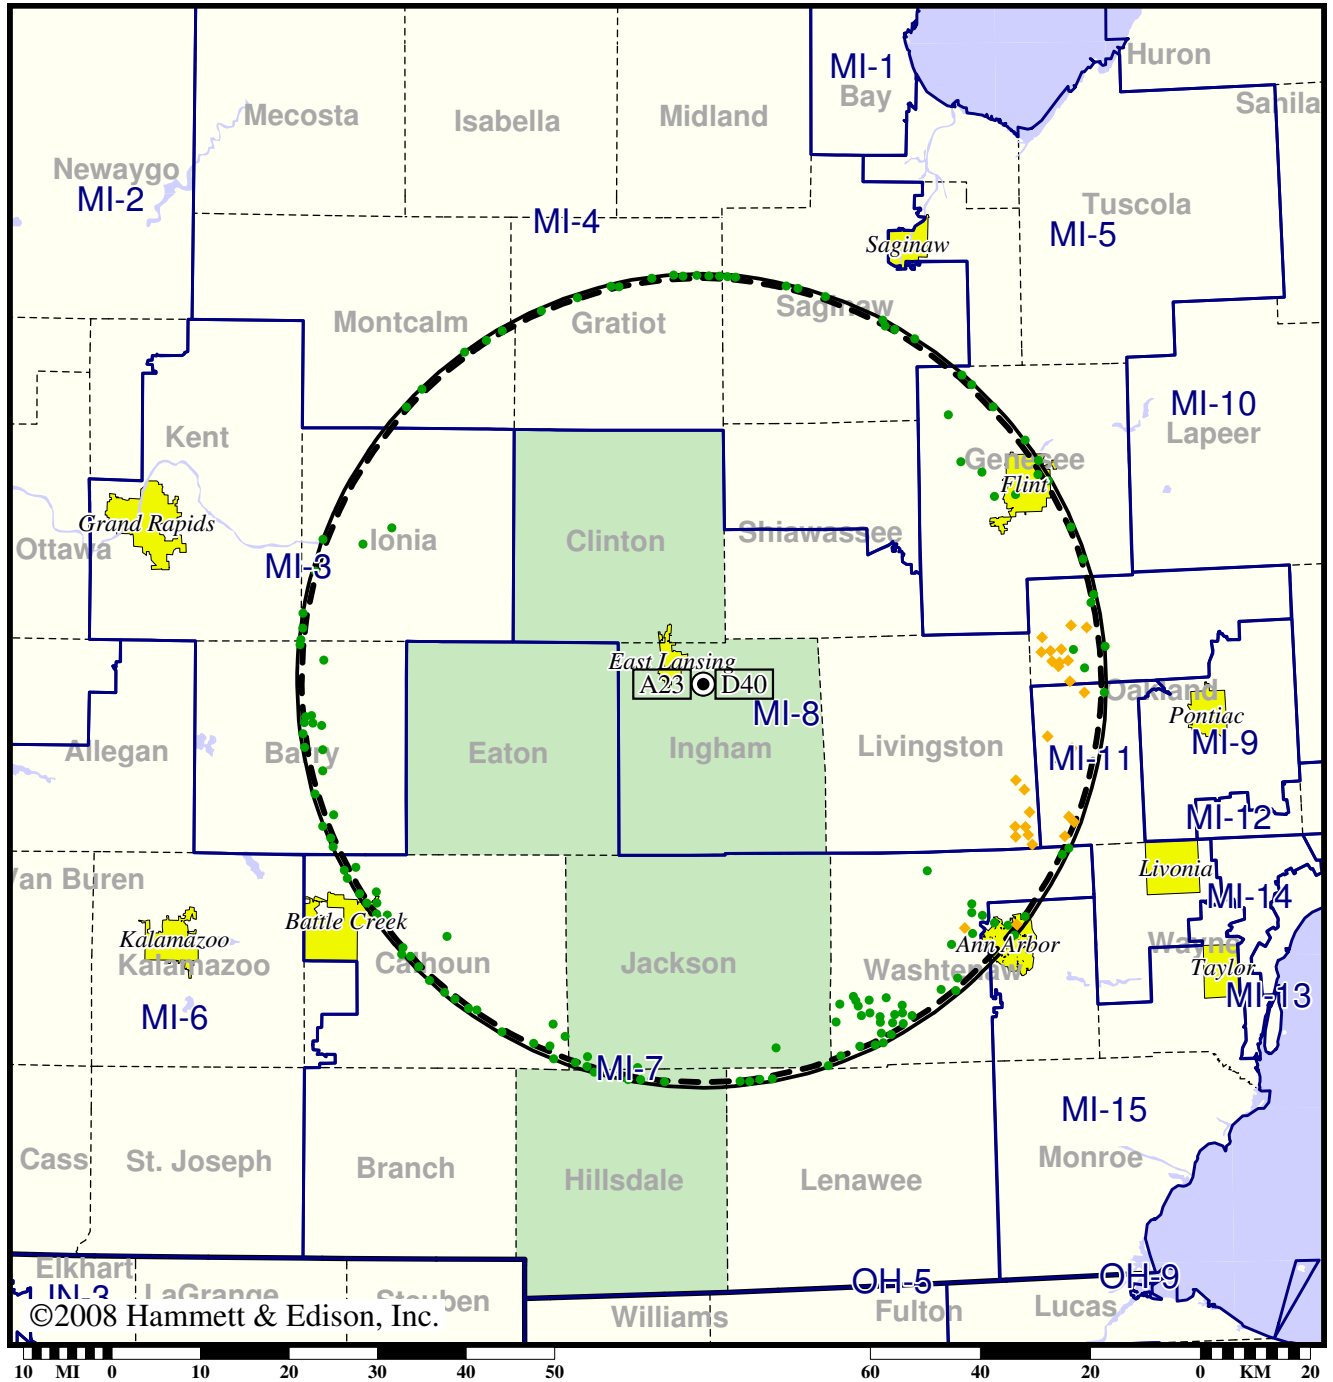 Huron
MI-1
Bay
Sanila
Mecosta
Isabella
Midland
Newaygo
MI-2
Tuscola
MI-4
MI-5
Saginaw
Saginaw
Montcalm
Gratiot
MI-10
Lapeer
Kent
Genesee
Flint
Grand Rapids
Ottawa
Ionia
Clinton
Shiawassee
MI-3
East Lansing
A23
D40
Oakland
MI-8
Pontiac
MI-9
Allegan
Barry
Eaton
Ingham
Livingston
MI-11
MI-12
Livonia
Van Buren
MI-14
Battle Creek
Kalamazoo
Kalamazoo
Calhoun
Jackson
Ann Arbor
Washtenaw
Wayne
Taylor
MI-13
MI-6
MI-7
MI-15
Cass
St. Joseph
Branch
Hillsdale
Lenawee
Monroe
Elkhart
IN-3
LaGrange
Steuben
OH-5
OH-9
Williams
Fulton
Lucas
©2008 Hammett & Edison, Inc.
10 MI 0 10 20 30 40 50 60 40 20 0 KM 20